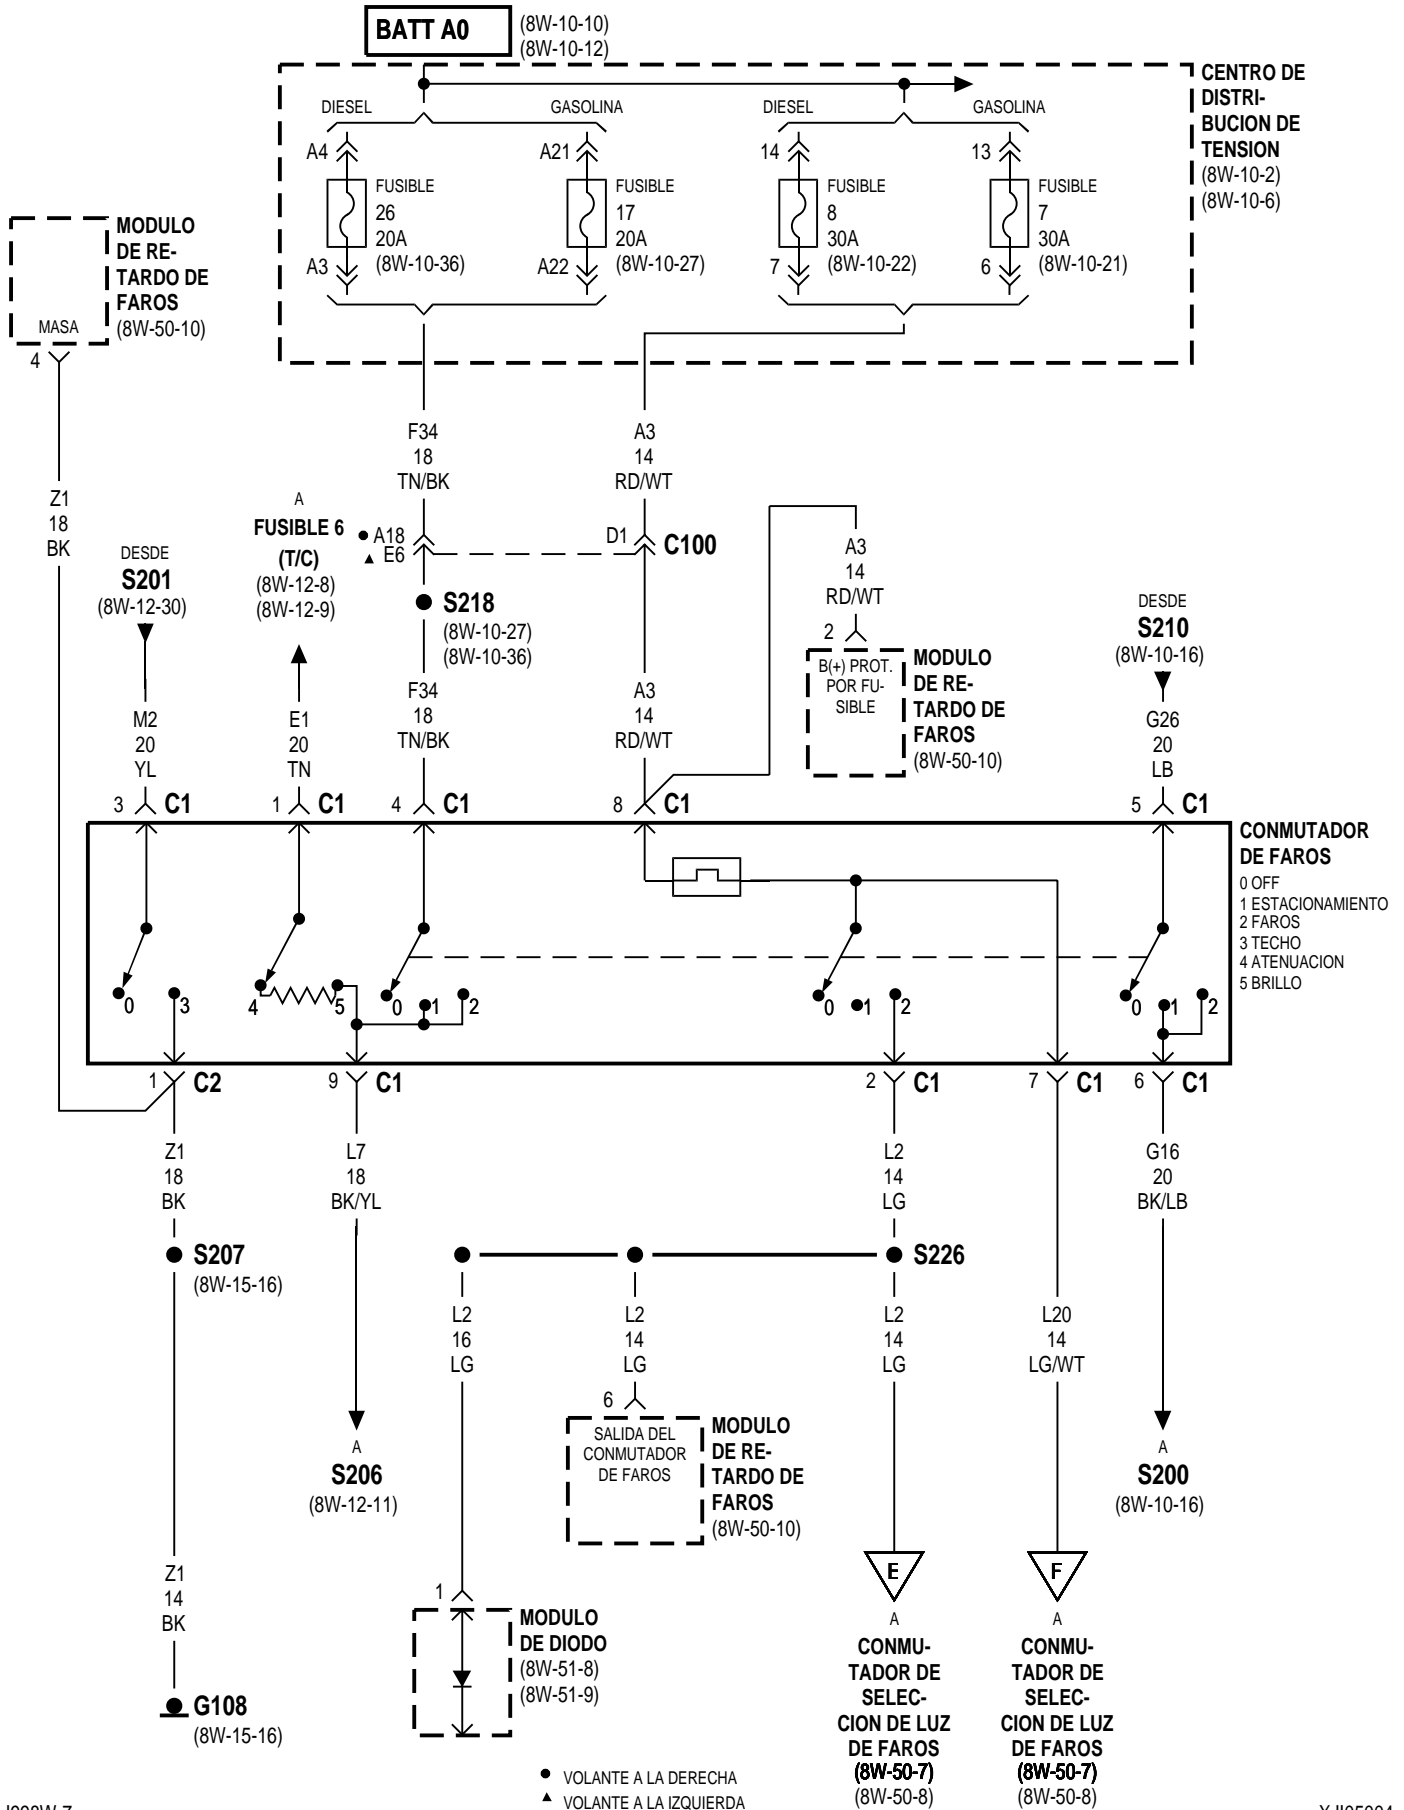 BATT A0
(8W-10-10)
(8W-10-12)
CENTRO DE
DISTRI-
BUCION DE
TENSION
(8W-10-2)
(8W-10-6)
DIESEL
GASOLINA
DIESEL
GASOLINA
A4
A21
14
13
FUSIBLE
26
20A
(8W-10-36)
FUSIBLE
17
20A
(8W-10-27)
FUSIBLE
8
30A
(8W-10-22)
FUSIBLE
7
30A
(8W-10-21)
A3
A22
7
6
MODULO
DE RE-
TARDO DE
FAROS
(8W-50-10)
MASA
4
Z1
18
BK
F34
18
TN/BK
A3
14
RD/WT
A
FUSIBLE 6
(T/C)
(8W-12-8)
(8W-12-9)
A18
E6
D1
C100
DESDE
S201
(8W-12-30)
S218
(8W-10-27)
(8W-10-36)
A3
14
RD/WT
2
B(+) PROT.
POR FU-
SIBLE
MODULO
DE RE-
TARDO DE
FAROS
(8W-50-10)
DESDE
S210
(8W-10-16)
M2
20
YL
E1
20
TN
F34
18
TN/BK
A3
14
RD/WT
G26
20
LB
3 C1
1 C1
4 C1
8 C1
5 C1
CONMUTADOR
DE FAROS
0 OFF
1 ESTACIONAMIENTO
2 FAROS
3 TECHO
4 ATENUACION
5 BRILLO
0 3
4 5
0 1 2
0 1 2
0 1 2
1 C2
9 C1
2 C1
7 C1
6 C1
Z1
18
BK
L7
18
BK/YL
L2
14
LG
G16
20
BK/LB
S207
(8W-15-16)
S226
L2
16
LG
L2
14
LG
L2
14
LG
L20
14
LG/WT
6
SALIDA DEL
CONMUTADOR
DE FAROS
MODULO
DE RE-
TARDO DE
FAROS
(8W-50-10)
A
S206
(8W-12-11)
A
S200
(8W-10-16)
Z1
14
BK
1
MODULO
DE DIODO
(8W-51-8)
(8W-51-9)
E
A
CONMU-
TADOR DE
SELEC-
CION DE LUZ
DE FAROS
(8W-50-7)
(8W-50-8)
F
A
CONMU-
TADOR DE
SELEC-
CION DE LUZ
DE FAROS
(8W-50-7)
(8W-50-8)
G108
(8W-15-16)
VOLANTE A LA DERECHA
VOLANTE A LA IZQUIERDA